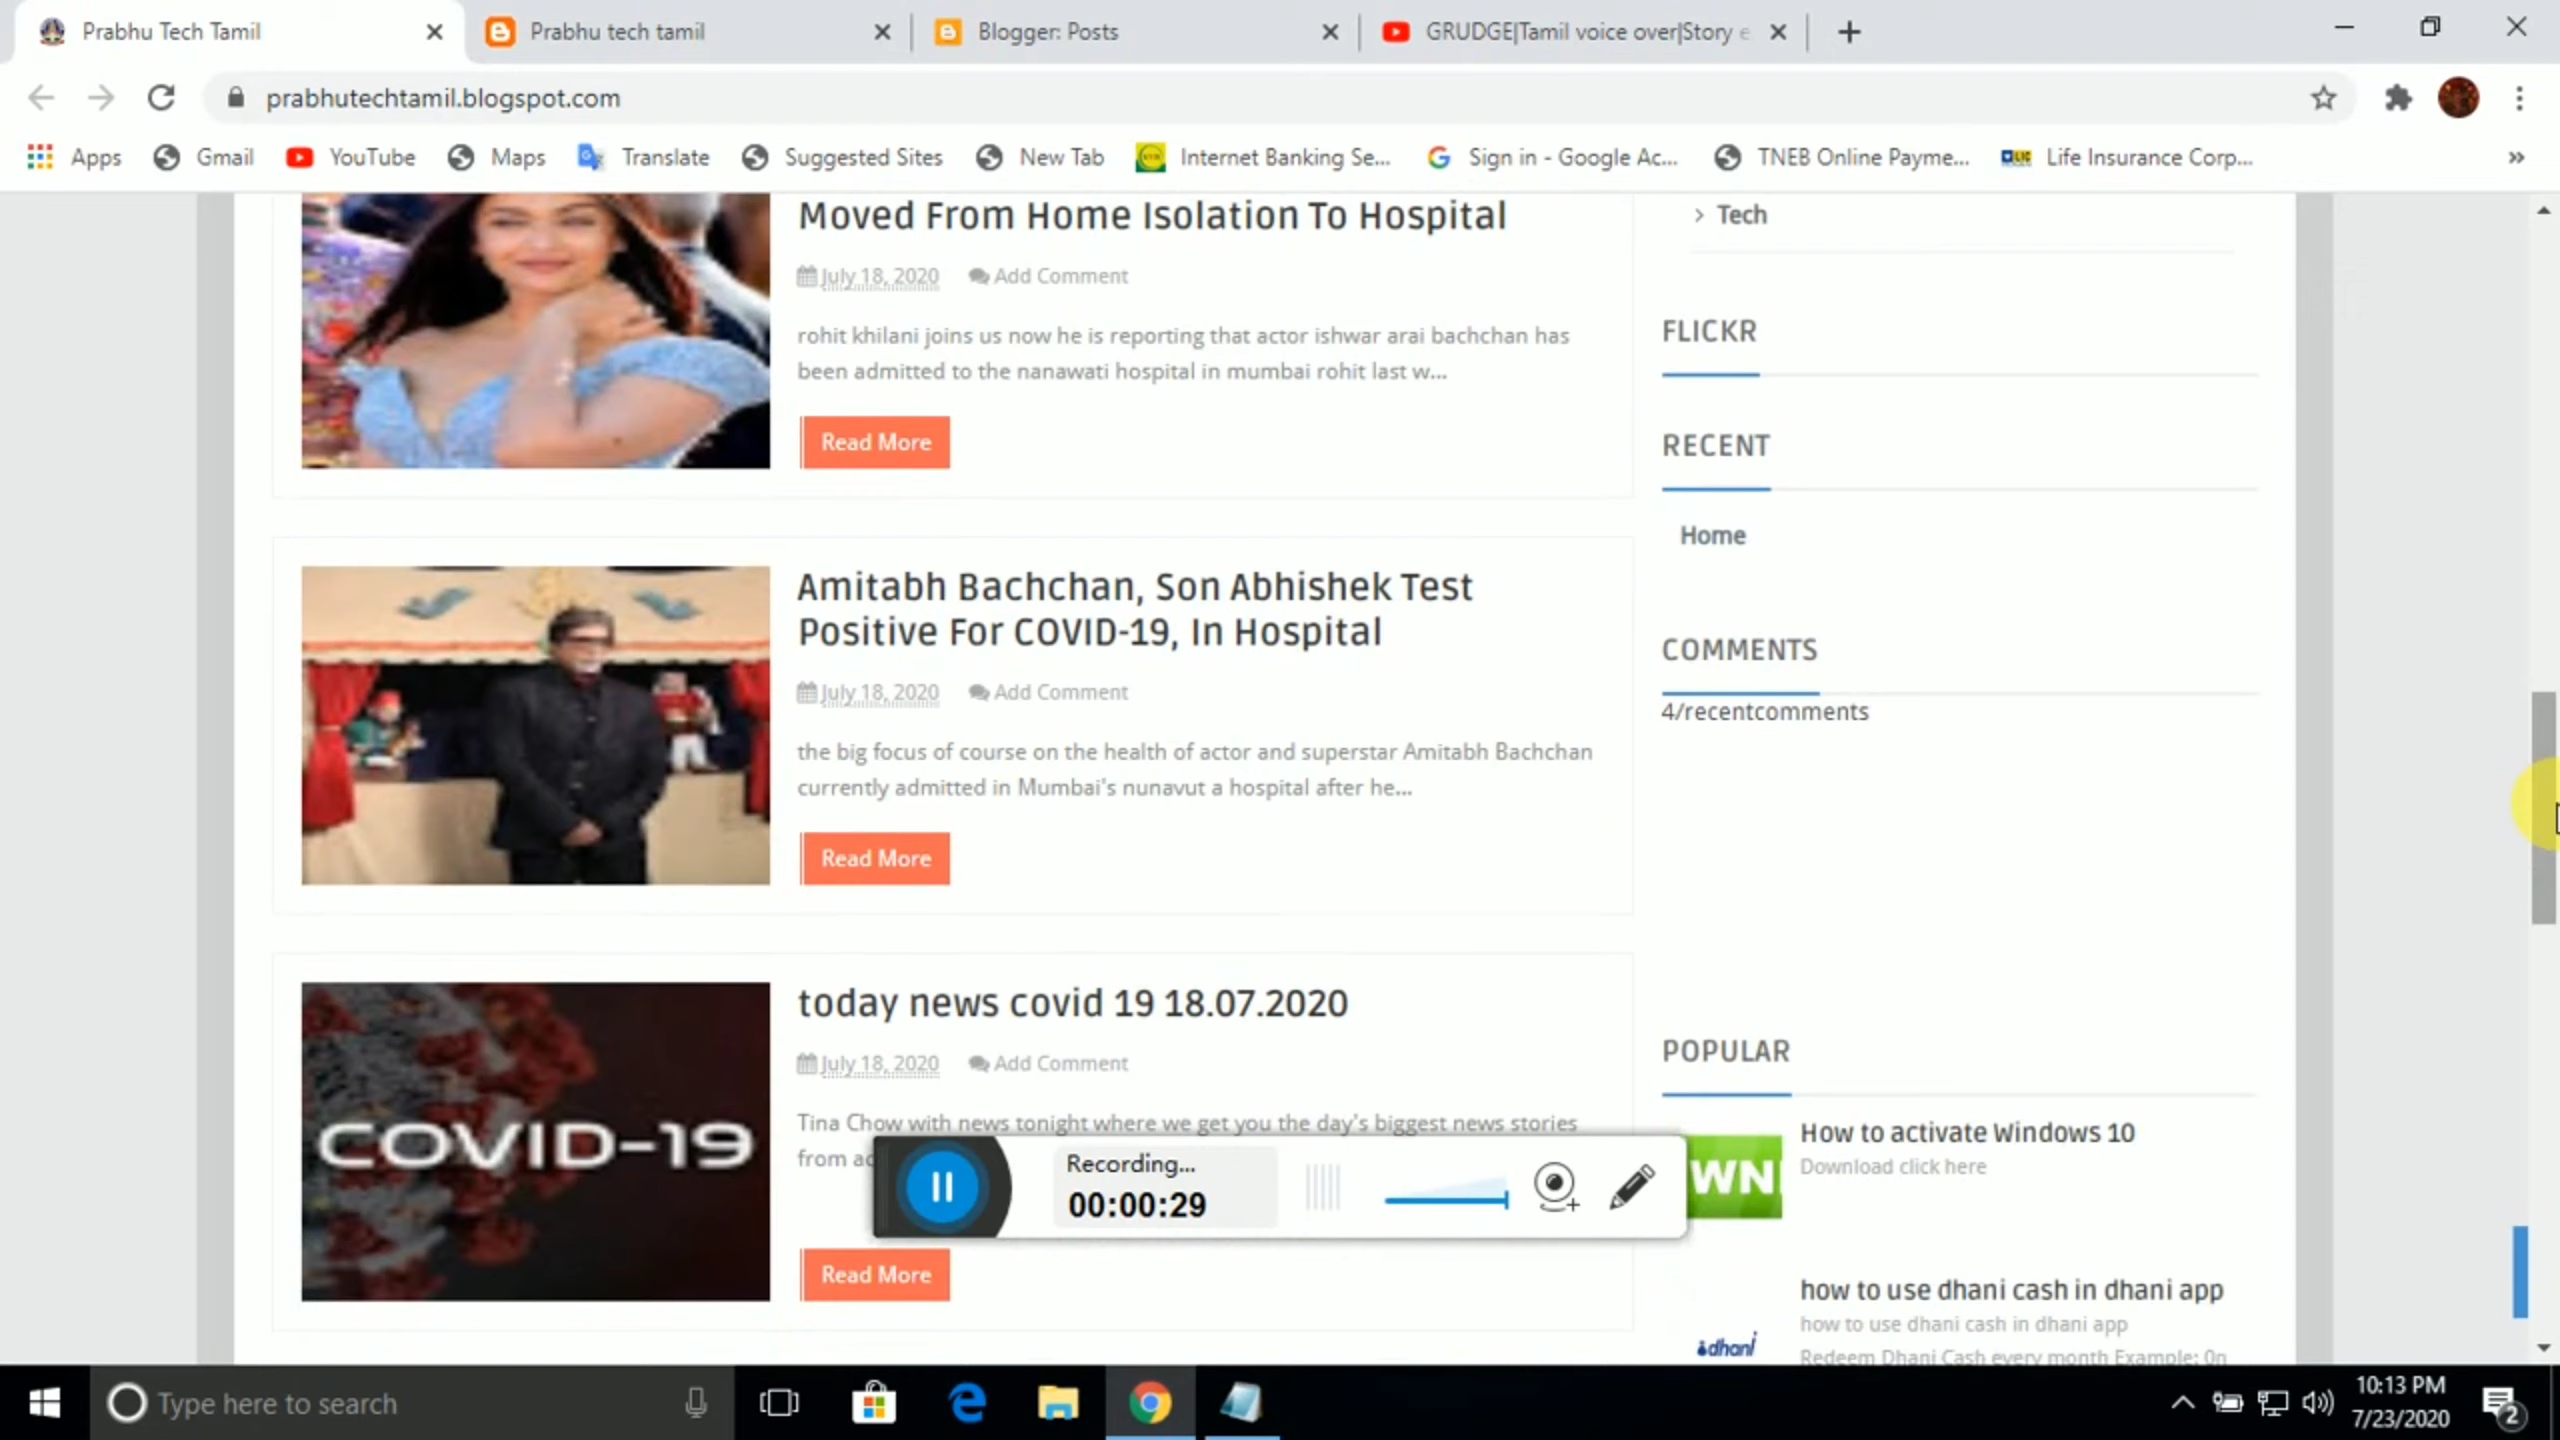 Prabhu Tech Tamil
Prabhu tech tamil
Blogger: Posts
GRUDGE|Tamil voice over|Story e
prabhutechtamil.blogspot.com
Apps
Gmail
YouTube
Maps
Translate
Suggested Sites
New Tab
Internet Banking Se...
Sign in - Google Ac...
TNEB Online Payme...
Life Insurance Corp...
Moved From Home Isolation To Hospital
July 18, 2020 Add Comment
rohit khilani joins us now he is reporting that actor ishwar arai bachchan has
been admitted to the nanawati hospital in mumbai rohit last w...
Read More
Amitabh Bachchan, Son Abhishek Test
Positive For COVID-19, In Hospital
July 18, 2020 Add Comment
the big focus of course on the health of actor and superstar Amitabh Bachchan
currently admitted in Mumbai's nunavut a hospital after he...
Read More
COVID-19
today news covid 19 18.07.2020
July 18, 2020 Add Comment
Tina Chow with news tonight where we get you the day's biggest news stories
from
Read More
Recording...
00:00:29
Tech
FLICKR
RECENT
Home
COMMENTS
4/recentcomments
POPULAR
WN
How to activate Windows 10
Download click here
dhani
how to use dhani cash in dhani app
how to use dhani cash in dhani app
Redeem Dhani Cash every month Example: 0n
Type here to search
10:13 PM
7/23/2020
2